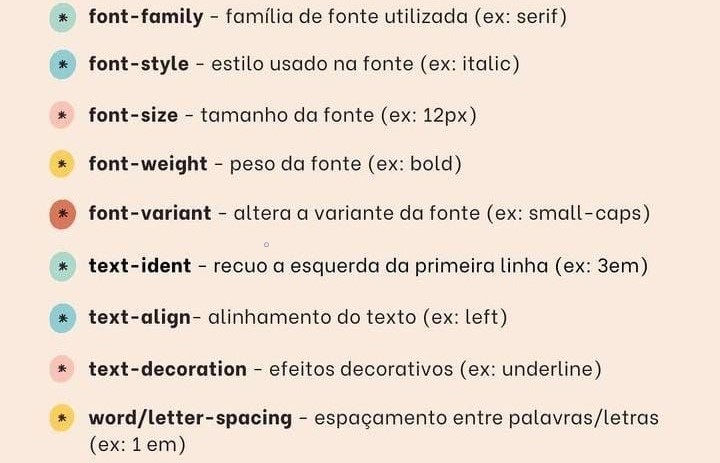 * font-family - família de fonte utilizada (ex: serif)
* font-style - estilo usado na fonte (ex: italic)
* font-size - tamanho da fonte (ex: 12px)
* font-weight - peso da fonte (ex: bold)
* font-variant - altera a variante da fonte (ex: small-caps)
* text-ident - recuo a esquerda da primeira linha (ex: 3em)
* text-align- alinhamento do texto (ex: left)
* text-decoration - efeitos decorativos (ex: underline)
* word/letter-spacing - espaçamento entre palavras/letras
(ex: 1 em)